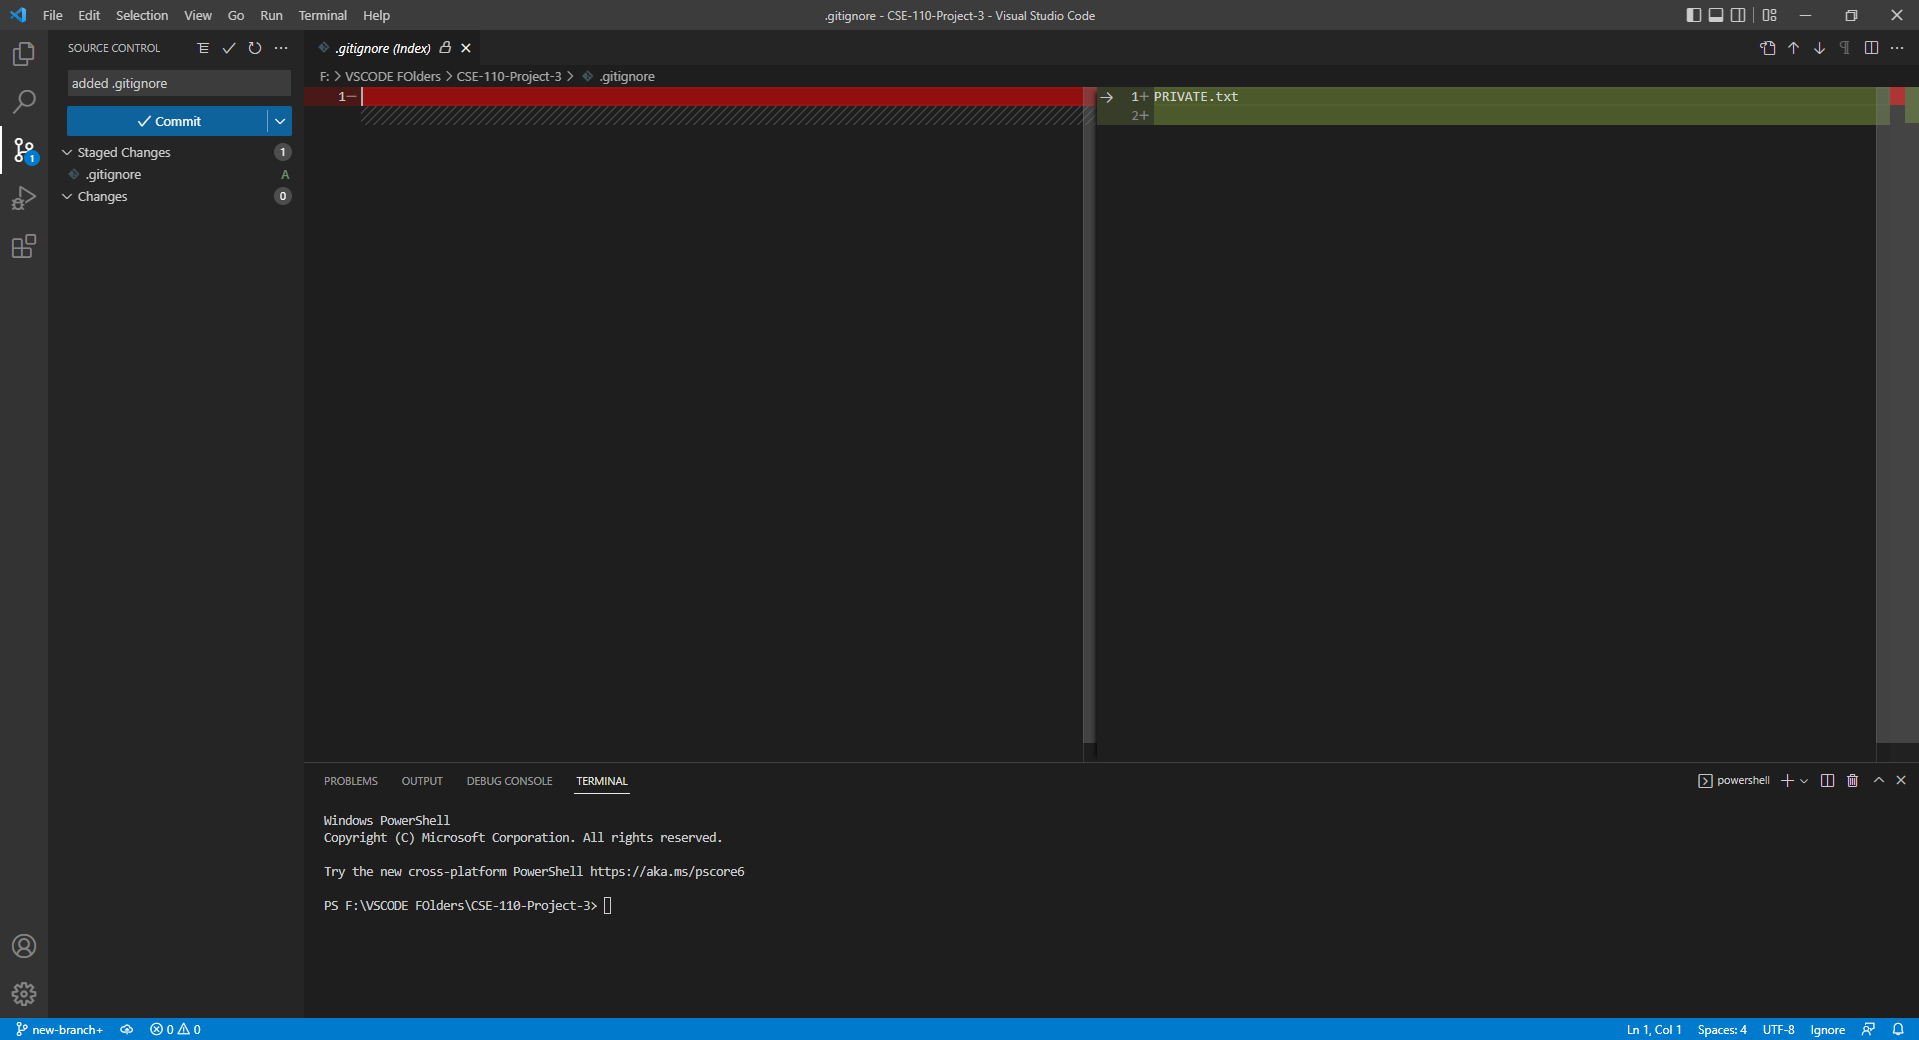 File Edit Selection View Go Run Terminal Help
.gitignore - CSE-110-Project-3 - Visual Studio Code
SOURCE CONTROL
added .gitignore
Commit
Staged Changes 1
.gitignore A
Changes 0
1
.gitignore (Index)
F: > VSCODE FOlders > CSE-110-Project-3 > .gitignore
1−
1+ PRIVATE.txt
2+
PROBLEMS OUTPUT DEBUG CONSOLE TERMINAL
powershell
Windows PowerShell
Copyright (C) Microsoft Corporation. All rights reserved.
Try the new cross-platform PowerShell https://aka.ms/pscore6
PS F:\VSCODE FOlders\CSE-110-Project-3>
new-branch+ 0 0
Ln 1, Col 1 Spaces: 4 UTF-8 Ignore